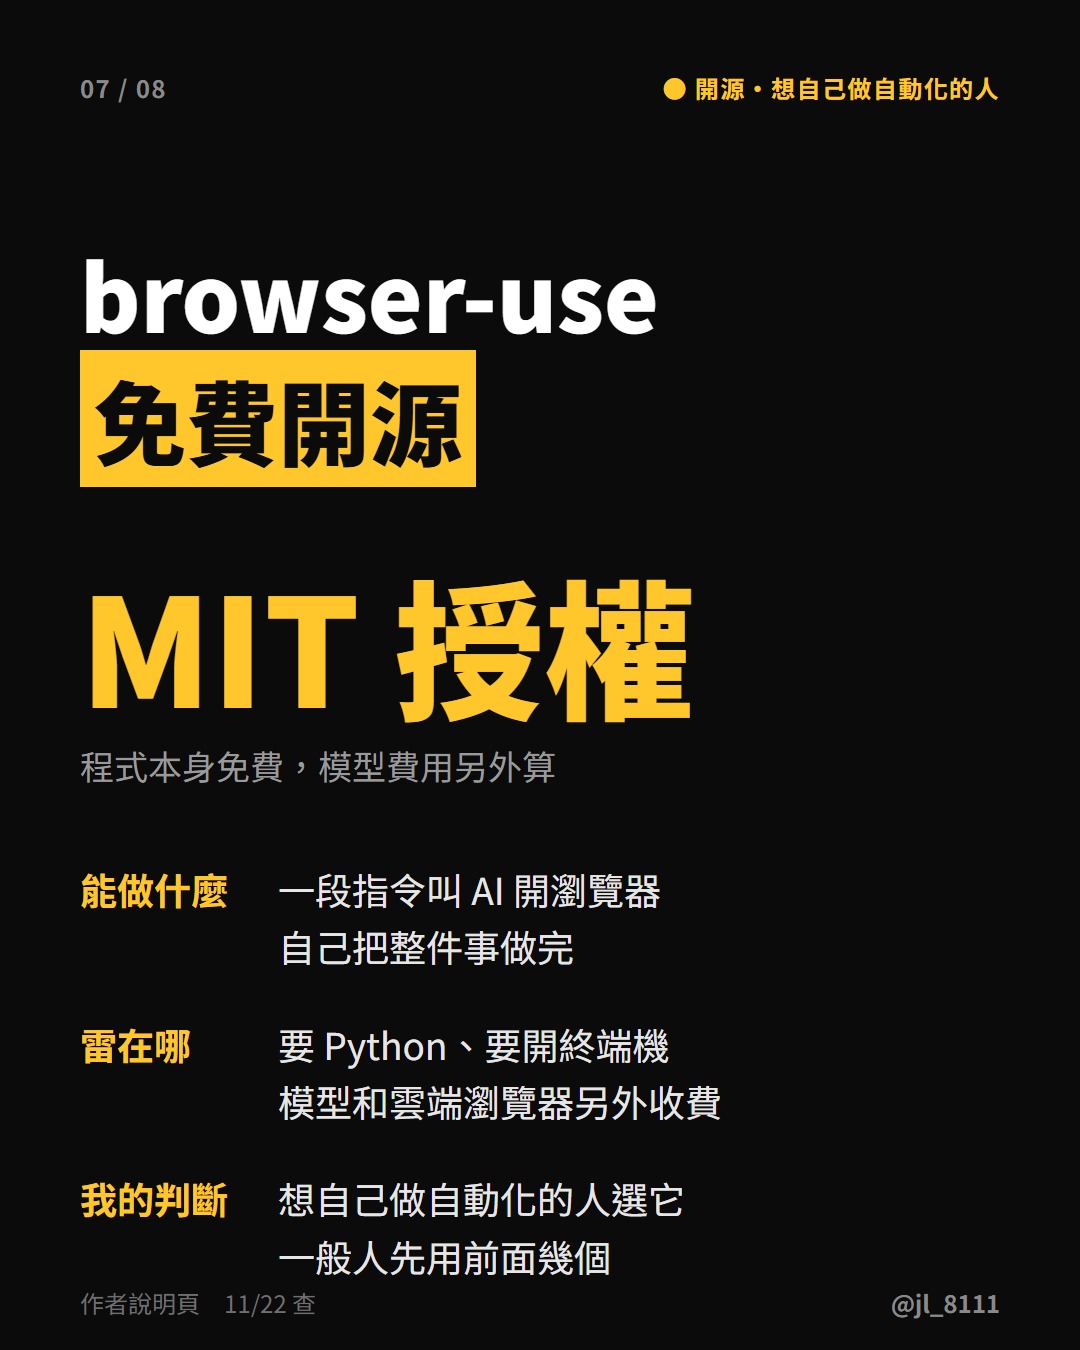 07 / 08
開源・想自己做自動化的人
browser-use
免費開源
MIT 授權
程式本身免費，模型費用另外算
能做什麼 一段指令叫 AI 開瀏覽器
自己把整件事做完
雷在哪 要 Python、要開終端機
模型和雲端瀏覽器另外收費
我的判斷 想自己做自動化的人選它
一般人先用前面幾個
作者說明頁 11/22 查
@jl_8111